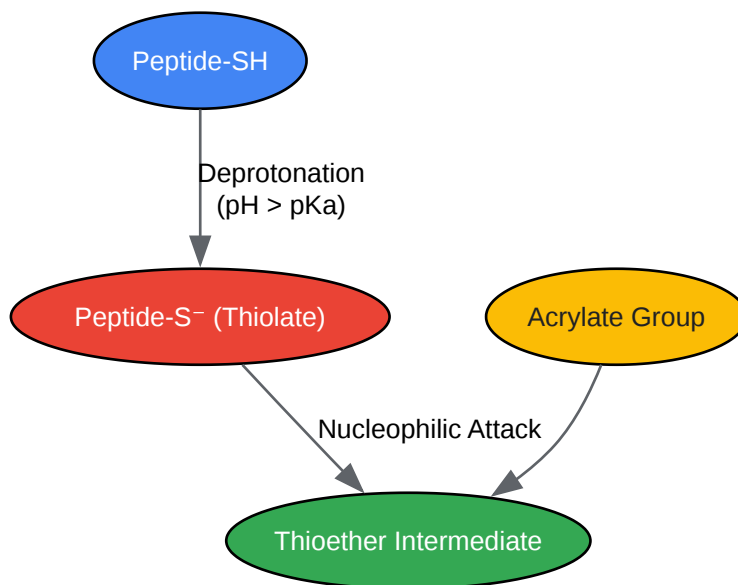 Peptide-SH
Deprotonation
(pH > pKa)
Peptide-S⁻ (Thiolate)
Acrylate Group
Nucleophilic Attack
Thioether Intermediate